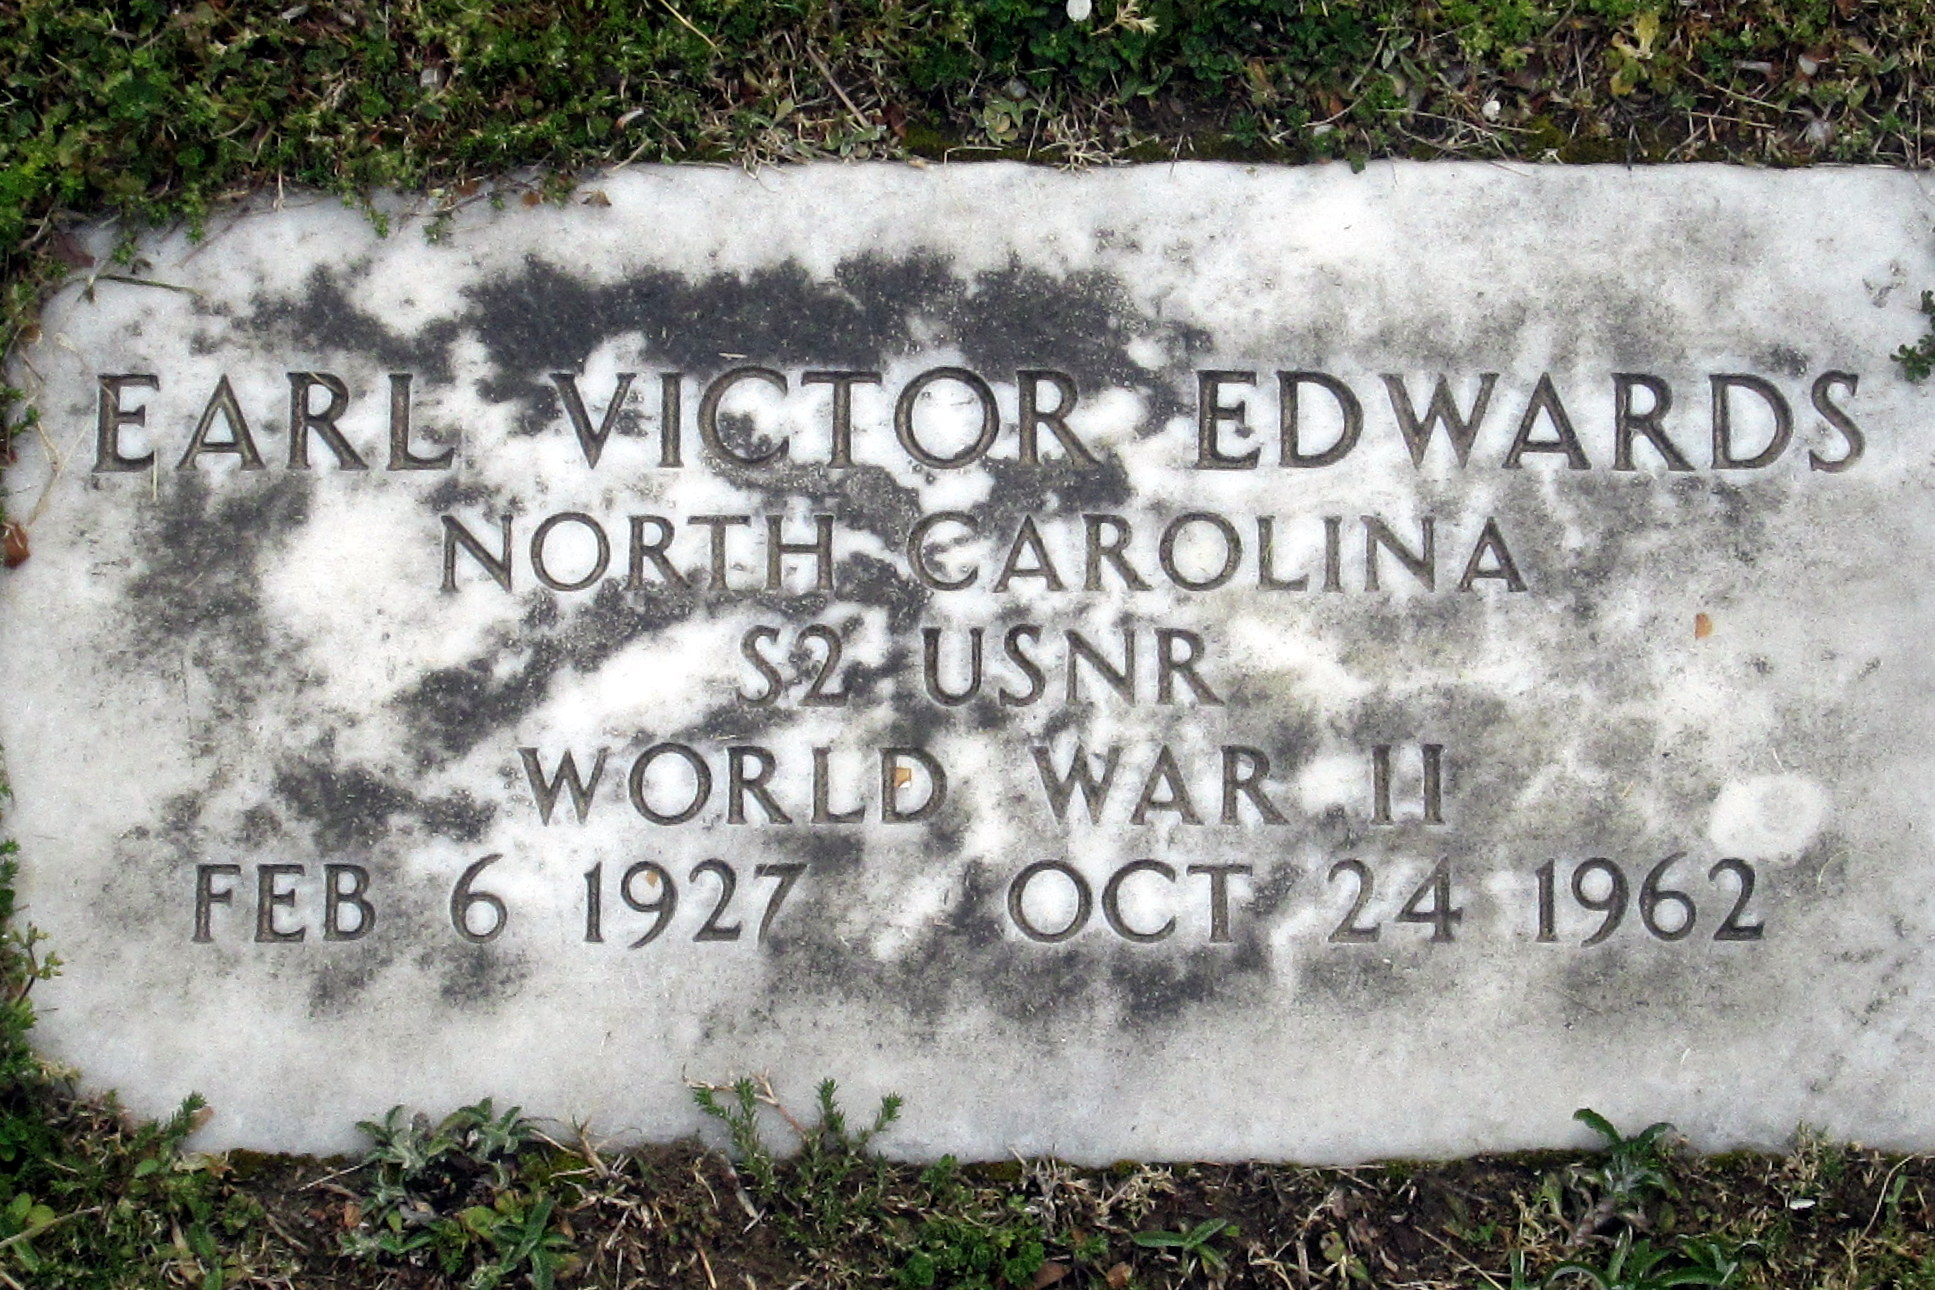 EARL VICTOR EDWARDS
NORTH CAROLINA
S2 USNR
WORLD WAR II
FEB 6 1927 OCT 24 1962